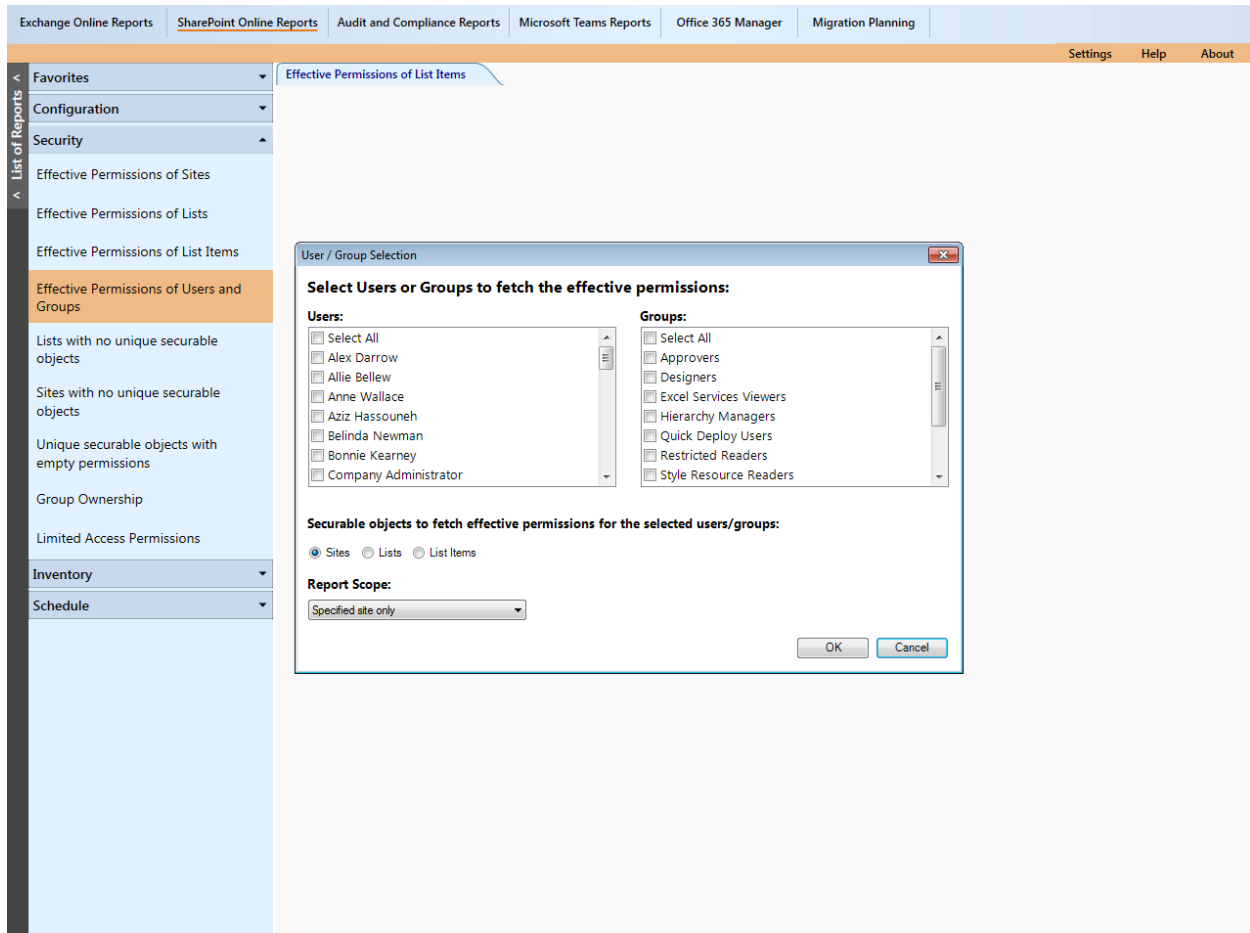 Exchange Online Reports
SharePoint Online Reports
Audit and Compliance Reports
Microsoft Teams Reports
Office 365 Manager
Migration Planning
Settings
Help
About
< List of Reports <
Favorites
Configuration
Security
Effective Permissions of Sites
Effective Permissions of Lists
Effective Permissions of List Items
Effective Permissions of Users and
Groups
Lists with no unique securable
objects
Sites with no unique securable
objects
Unique securable objects with
empty permissions
Group Ownership
Limited Access Permissions
Inventory
Schedule
Effective Permissions of List Items
User / Group Selection
Select Users or Groups to fetch the effective permissions:
Users:
Select All
Alex Darrow
Allie Bellew
Anne Wallace
Aziz Hassouneh
Belinda Newman
Bonnie Kearney
Company Administrator
Groups:
Select All
Approvers
Designers
Excel Services Viewers
Hierarchy Managers
Quick Deploy Users
Restricted Readers
Style Resource Readers
Securable objects to fetch effective permissions for the selected users/groups:
Sites
Lists
List Items
Report Scope:
Specified site only
OK
Cancel